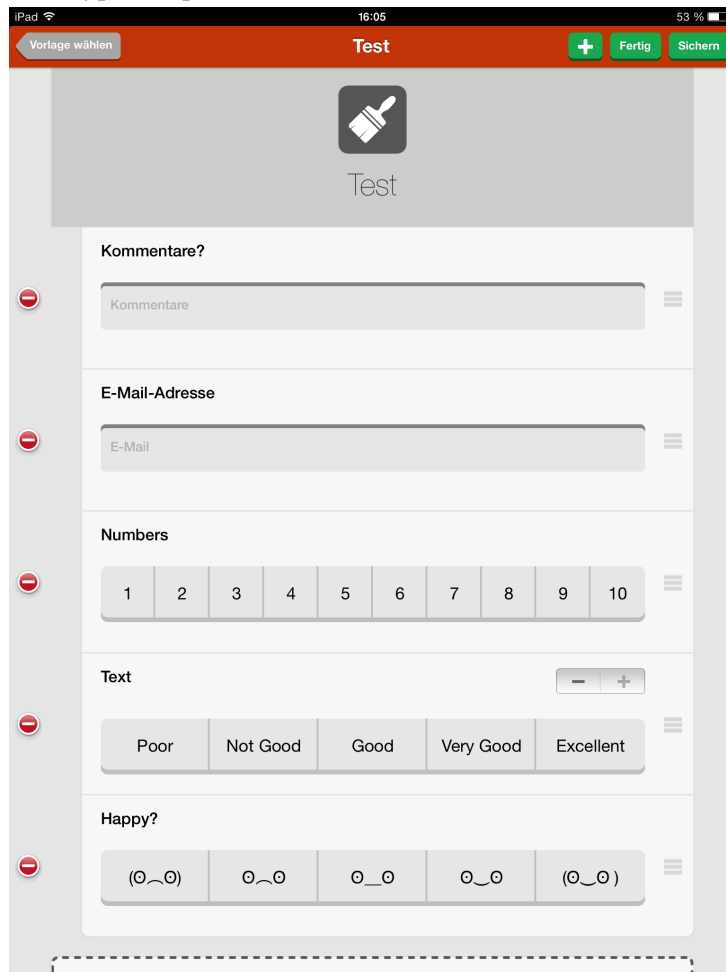 iPad 16:05 53 %
Vorlage wählen Test + Fertig Sichern
Test
Kommentare?
Kommentare
E-Mail-Adresse
E-Mail
Numbers
1 2 3 4 5 6 7 8 9 10
Text − +
Poor Not Good Good Very Good Excellent
Happy?
(ʘ︵ʘ) ʘ︵ʘ ʘ__ʘ ʘ‿ʘ (ʘ‿ʘ )